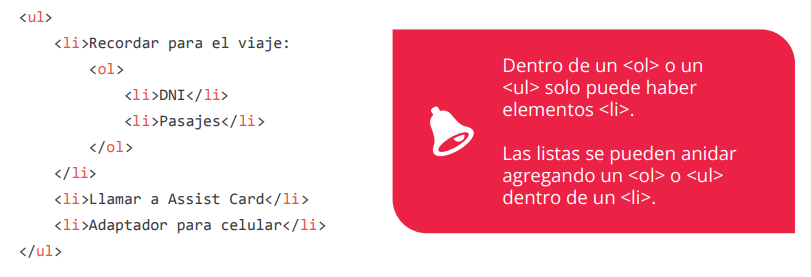 <ul>
<li>Recordar para el viaje:
<ol>
<li>DNI</li>
<li>Pasajes</li>
</ol>
</li>
<li>Llamar a Assist Card</li>
<li>Adaptador para celular</li>
</ul>
Dentro de un <ol> o un
<ul> solo puede haber
elementos <li>.
Las listas se pueden anidar
agregando un <ol> o <ul>
dentro de un <li>.